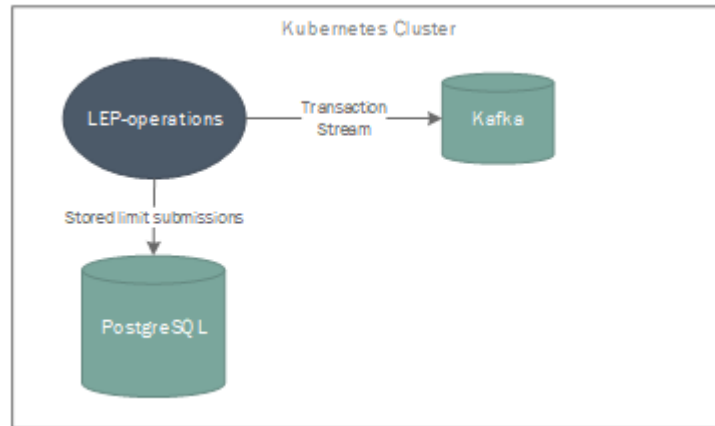 Kubernetes Cluster
LEP-operations
Transaction
Stream
Kafka
Stored limit submissions
PostgreSQL